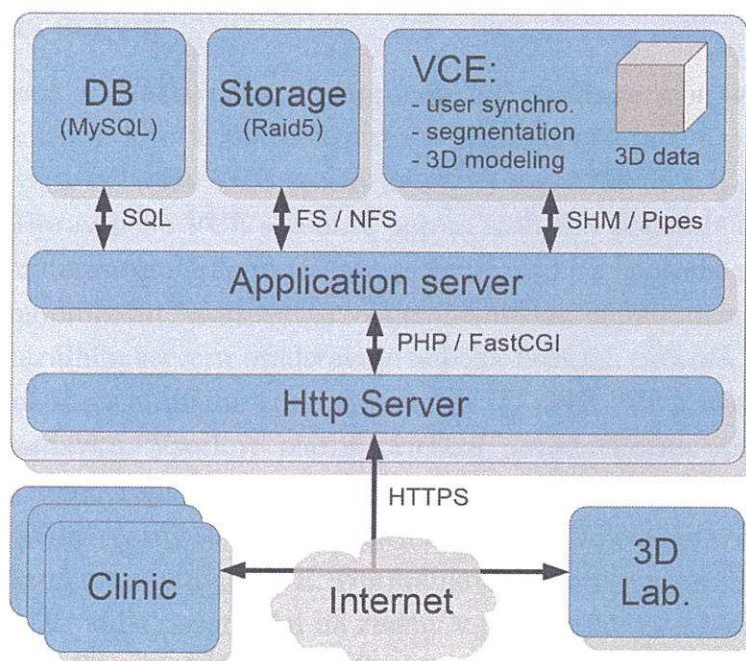 DB
(MySQL)
Storage
(Raid5)
VCE:
- user synchro.
- segmentation
- 3D modeling
3D data
SQL
FS / NFS
SHM / Pipes
Application server
PHP / FastCGI
Http Server
HTTPS
Clinic
Internet
3D
Lab.